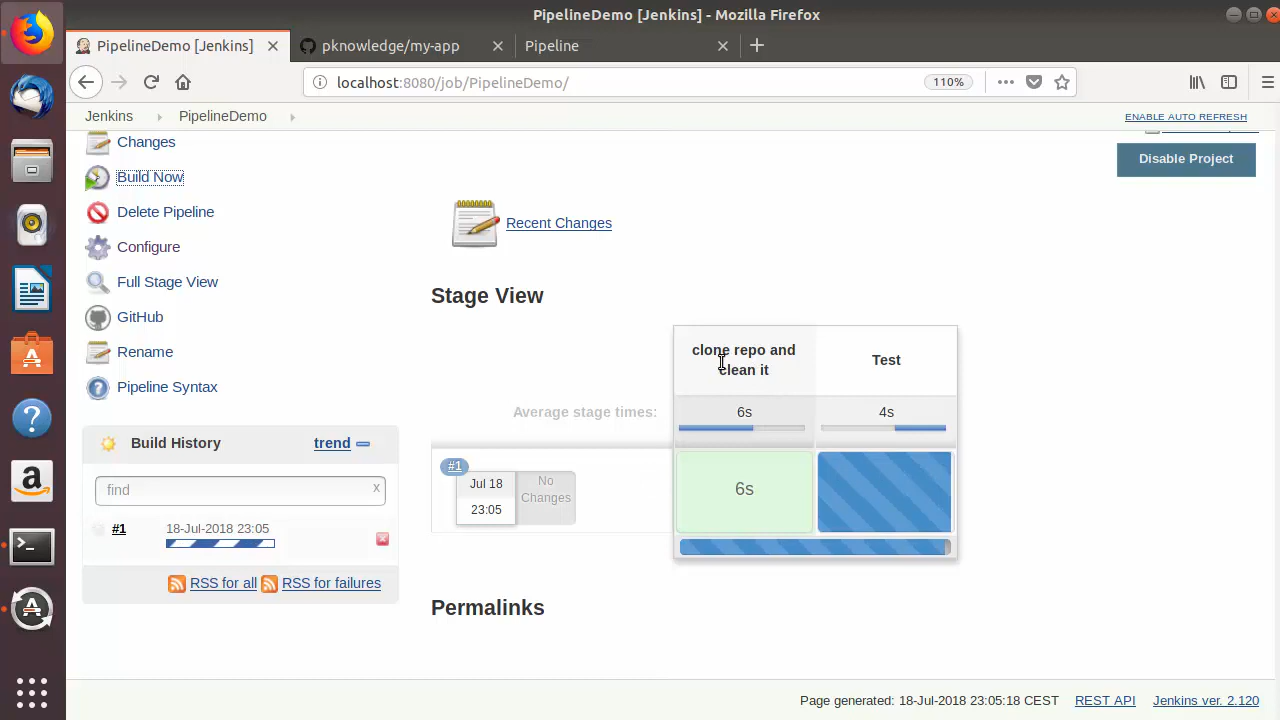 PipelineDemo [Jenkins] - Mozilla Firefox
PipelineDemo [Jenkins]
pknowledge/my-app
Pipeline
localhost:8080/job/PipelineDemo/
110%
Jenkins
PipelineDemo
ENABLE AUTO REFRESH
Changes
Build Now
Delete Pipeline
Configure
Full Stage View
GitHub
Rename
Pipeline Syntax
Disable Project
Recent Changes
Stage View
clone repo and
clean it
Test
Average stage times:
6s
4s
#1
Jul 18
23:05
No
Changes
6s
Build History
trend
find
x
#1
18-Jul-2018 23:05
RSS for all
RSS for failures
Permalinks
Page generated: 18-Jul-2018 23:05:18 CEST
REST API
Jenkins ver. 2.120